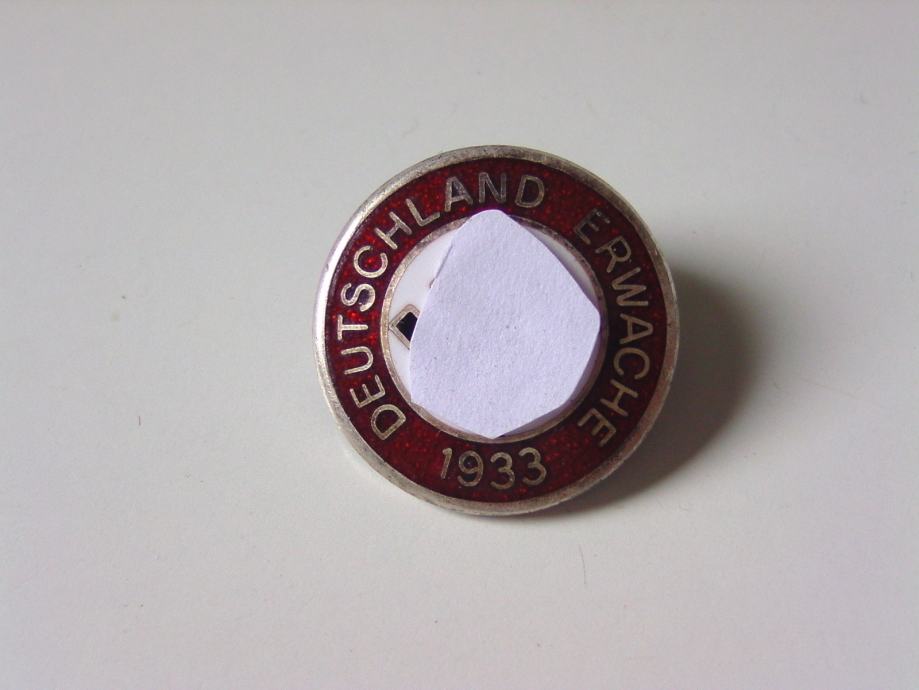 DEUTSCHLAND ERWACHE
1933